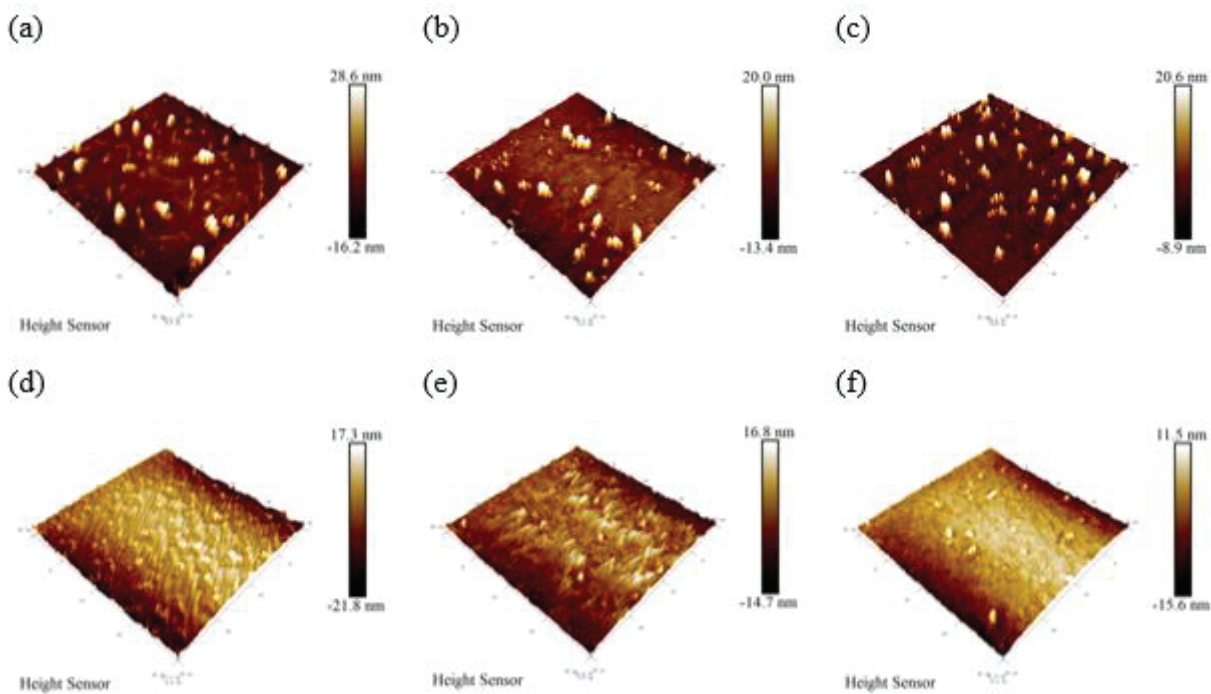 (a)
(b)
(c)
28.6 nm
20.0 nm
20.6 nm
-16.2 nm
-13.4 nm
-8.9 nm
Height Sensor
Height Sensor
Height Sensor
(d)
(e)
(f)
17.3 nm
16.8 nm
11.5 nm
-21.8 nm
-14.7 nm
-15.6 nm
Height Sensor
Height Sensor
Height Sensor